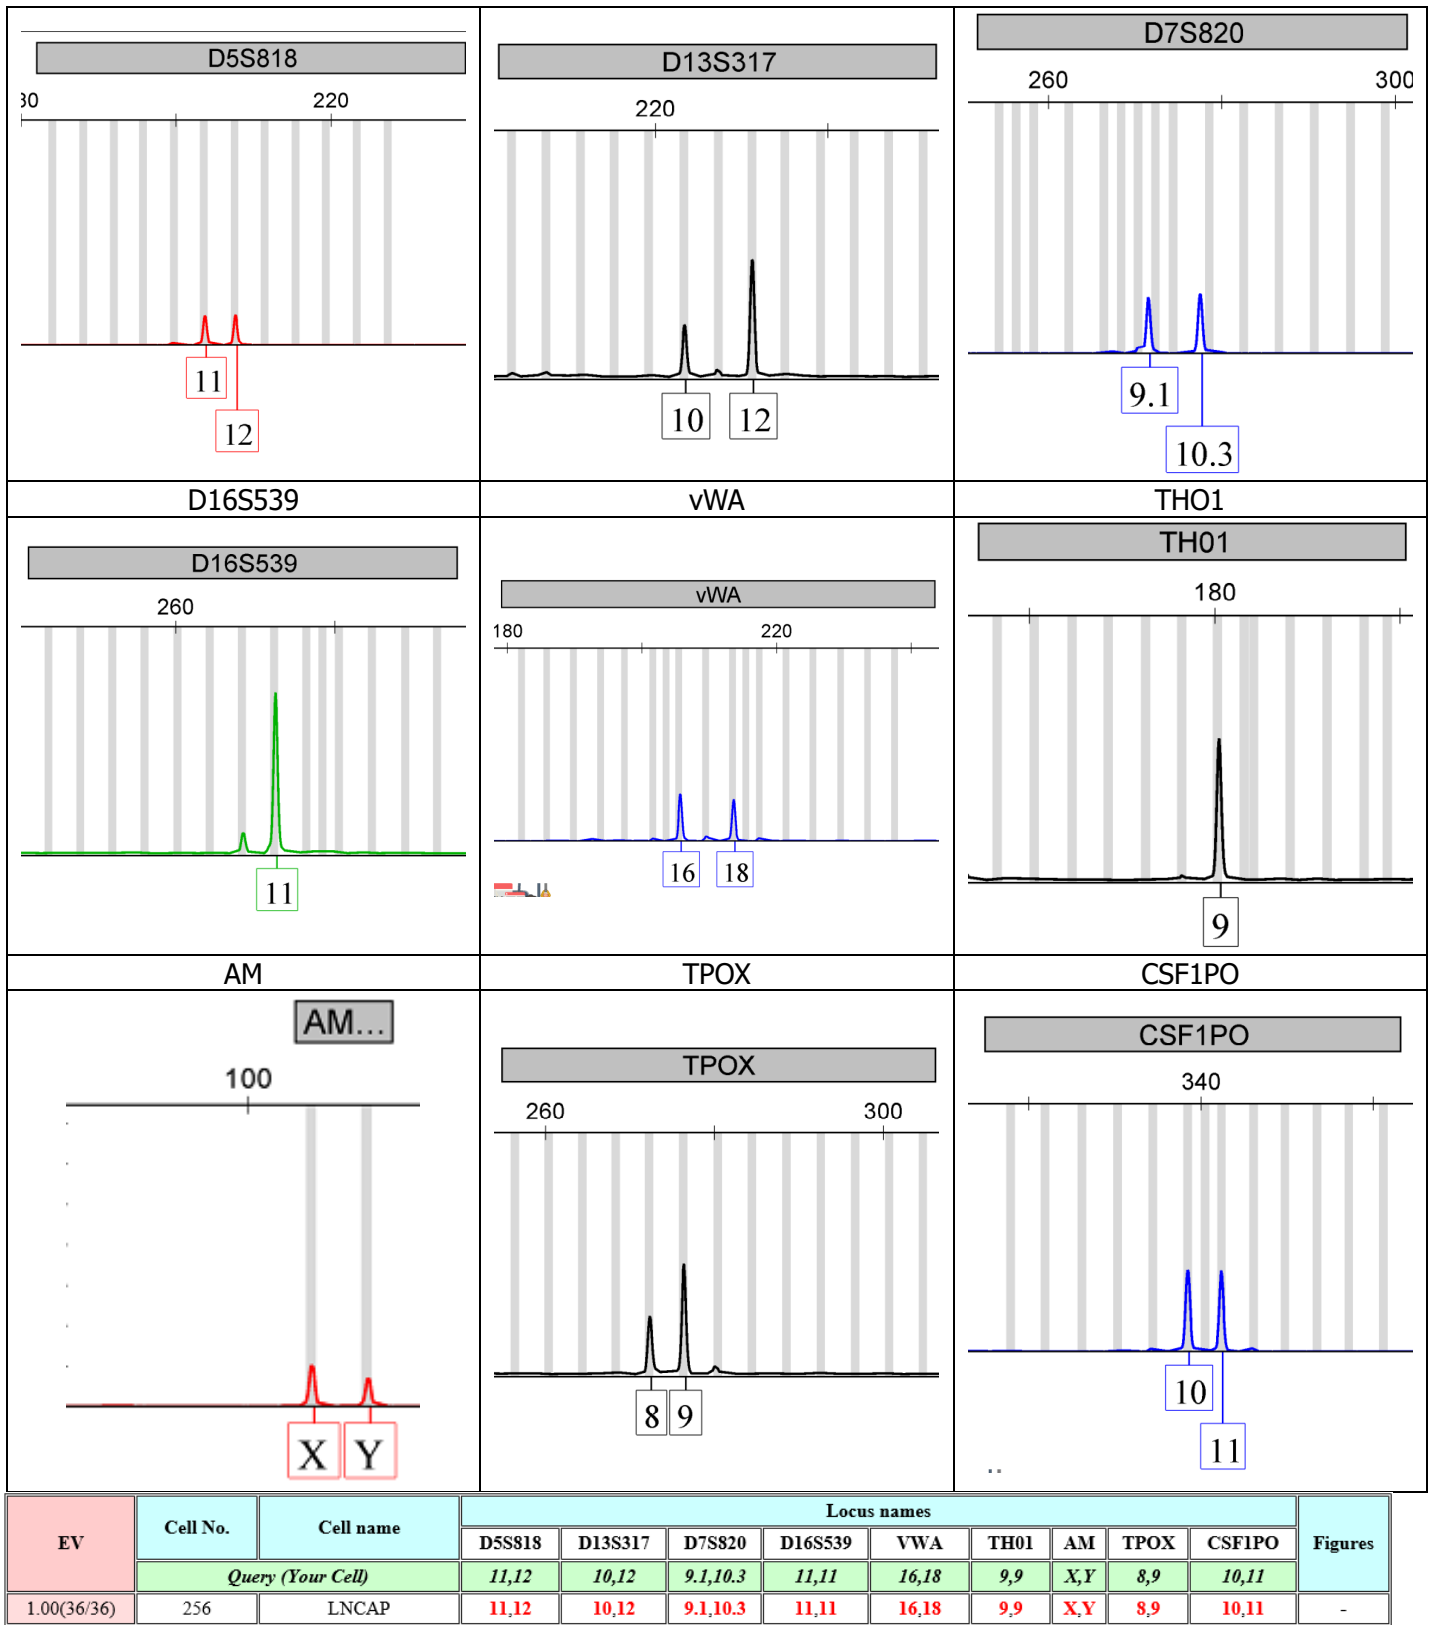 D5S818
30 220
11
12
D13S317
220
10 12
D7S820
260 300
9.1
10.3
D16S539 vWA THO1
D16S539
260
11
vWA
180 220
16 18
TH01
180
9
AM TPOX CSF1PO
AM...
100
X Y
TPOX
260 300
8 9
CSF1PO
340
10
11
..
EV Cell No. Cell name Locus names Figures
D5S818 D13S317 D7S820 D16S539 VWA TH01 AM TPOX CSF1PO
Query (Your Cell) 11,12 10,12 9.1,10.3 11,11 16,18 9,9 X,Y 8,9 10,11
1.00(36/36) 256 LNCAP 11,12 10,12 9.1,10.3 11,11 16,18 9,9 X,Y 8,9 10,11 -